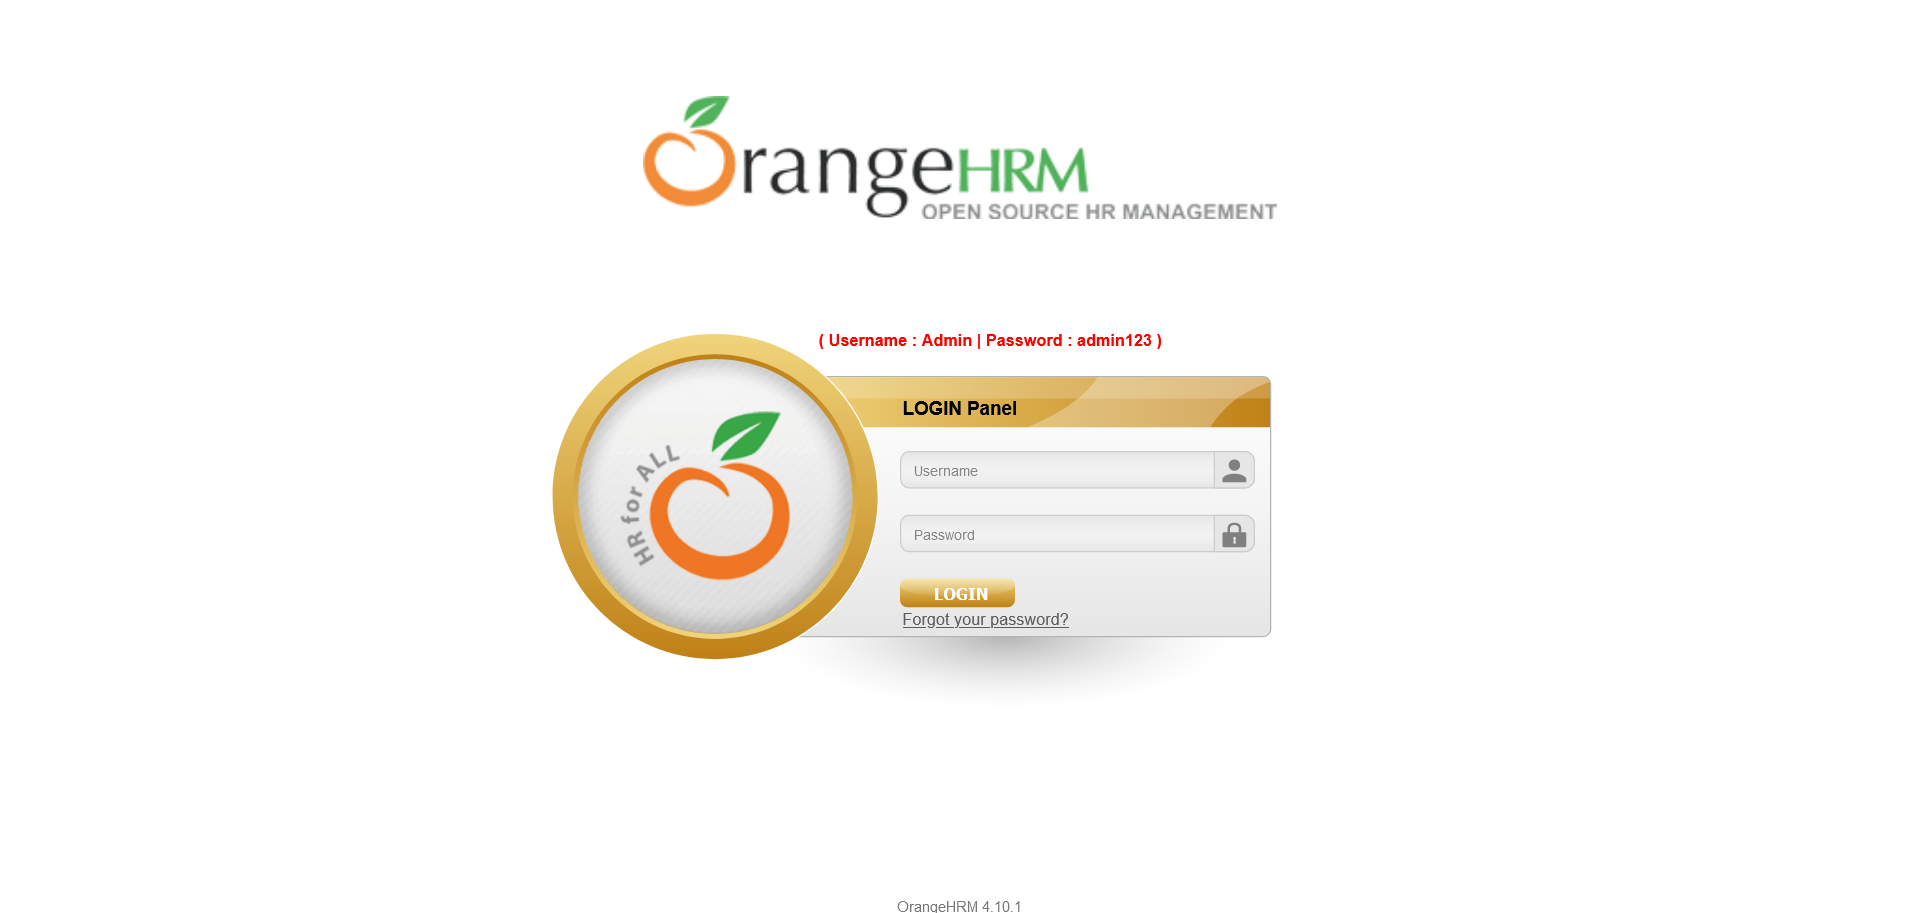 OrangeHRM
OPEN SOURCE HR MANAGEMENT
( Username : Admin | Password : admin123 )
LOGIN Panel
HR for ALL
Username
Password
LOGIN
Forgot your password?
OrangeHRM 4.10.1